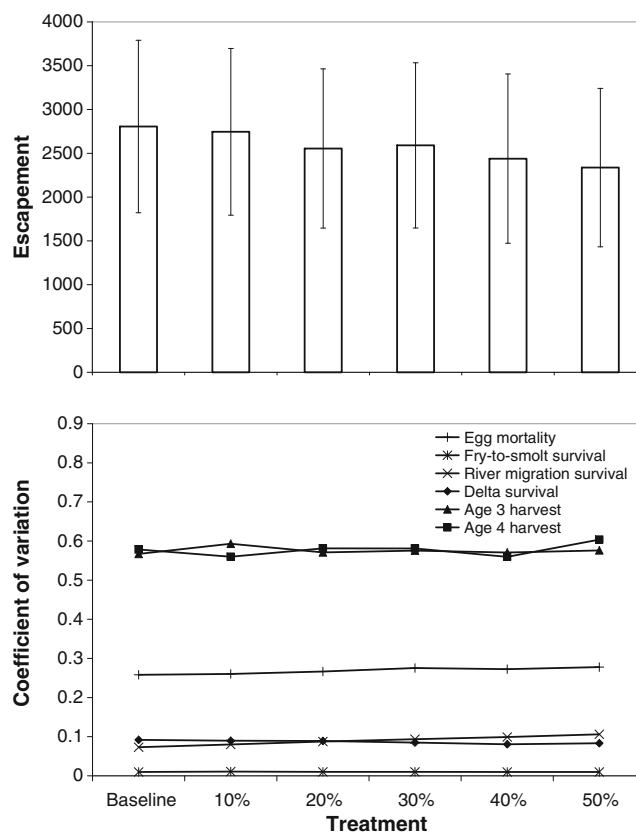 4000
3500
3000
2500
2000
1500
1000
500
0
Escapement
0.9
0.8
0.7
0.6
0.5
0.4
0.3
0.2
0.1
0
Coefficient of variation
Egg mortality
Fry-to-smolt survival
River migration survival
Delta survival
Age 3 harvest
Age 4 harvest
Baseline 10% 20% 30% 40% 50%
Treatment